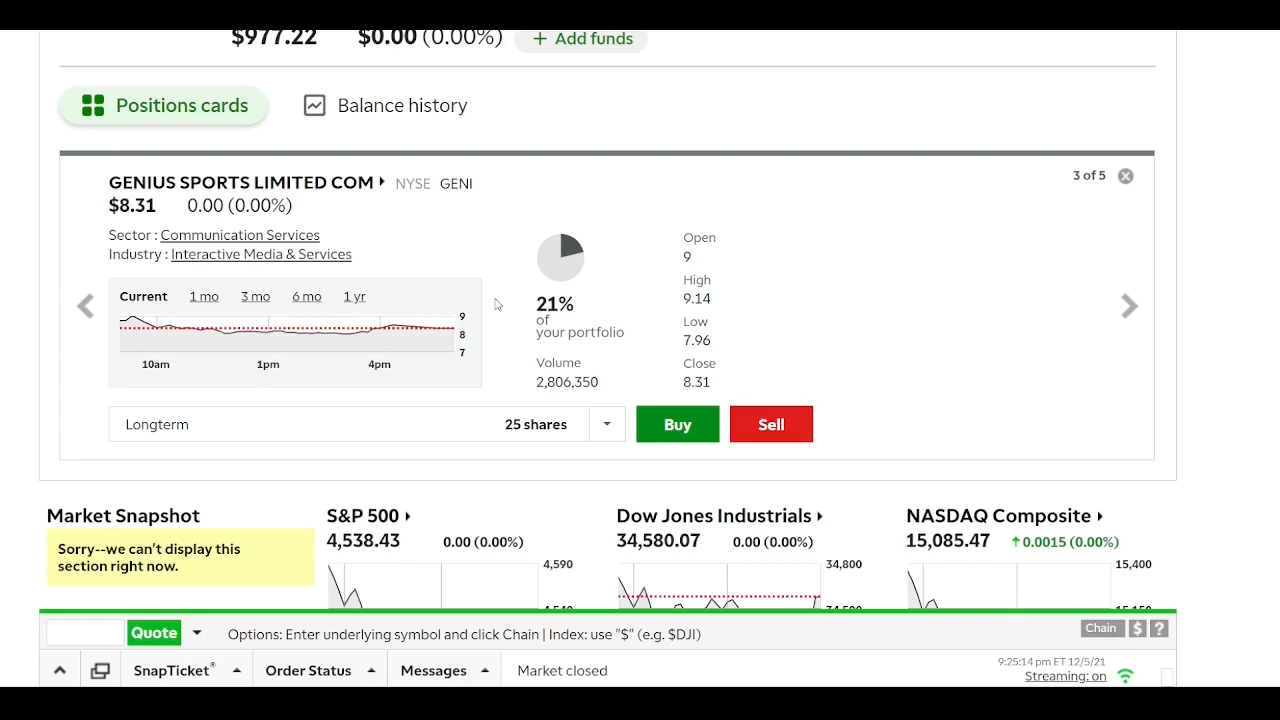 $977.22 $0.00 (0.00%) + Add funds
Positions cards Balance history
GENIUS SPORTS LIMITED COM NYSE GENI
3 of 5
$8.31 0.00 (0.00%)
Sector : Communication Services
Industry : Interactive Media & Services
Current 1 mo 3 mo 6 mo 1 yr
9
8
7
10am 1pm 4pm
21%
of
your portfolio
Volume
2,806,350
Open
9
High
9.14
Low
7.96
Close
8.31
Longterm 25 shares Buy Sell
Market Snapshot
Sorry--we can't display this
section right now.
S&P 500
4,538.43 0.00 (0.00%)
4,590
4,540
Dow Jones Industrials
34,580.07 0.00 (0.00%)
34,800
34,500
NASDAQ Composite
15,085.47 0.0015 (0.00%)
15,400
Quote Options: Enter underlying symbol and click Chain | Index: use "$" (e.g. $DJI) Chain $ ?
SnapTicket® Order Status Messages Market closed
9:25:14 pm ET 12/5/21
Streaming: on